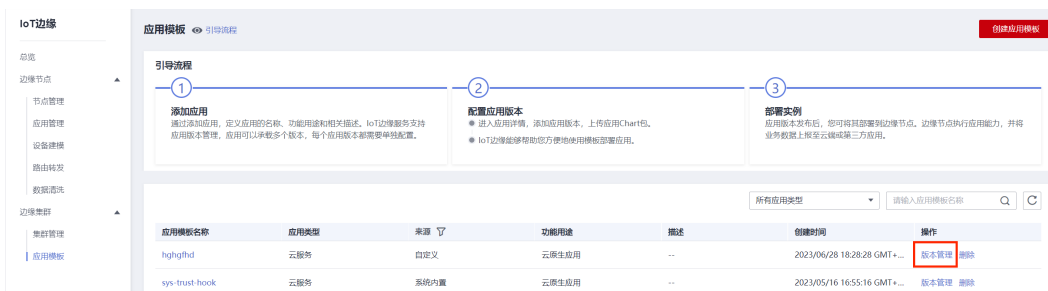 IoT边缘
总览
边缘节点
节点管理
应用管理
设备建模
路由转发
数据清洗
边缘集群
集群管理
应用模板
应用模板 引导流程
创建应用模板
引导流程
1
添加应用
通过添加应用，定义应用的名称、功能用途和相关描述。IoT边缘服务支持
应用版本管理，应用可以承载多个版本，每个应用版本都需要单独配置。
2
配置应用版本
进入应用详情，添加应用版本，上传应用Chart包。
IoT边缘能够帮助您方便地使用模板部署应用。
3
部署实例
应用版本发布后，您可将其部署到边缘节点。边缘节点执行应用能力，并将
业务数据上报至云端或第三方应用。
所有应用类型 请输入应用模板名称
应用模板名称 应用类型 来源 功能用途 描述 创建时间 操作
hghgfhd 云服务 自定义 云原生应用 -- 2023/06/28 18:28:28 GMT+... 版本管理 删除
sys-trust-hook 云服务 系统内置 云原生应用 -- 2023/05/16 16:55:16 GMT+... 版本管理 删除